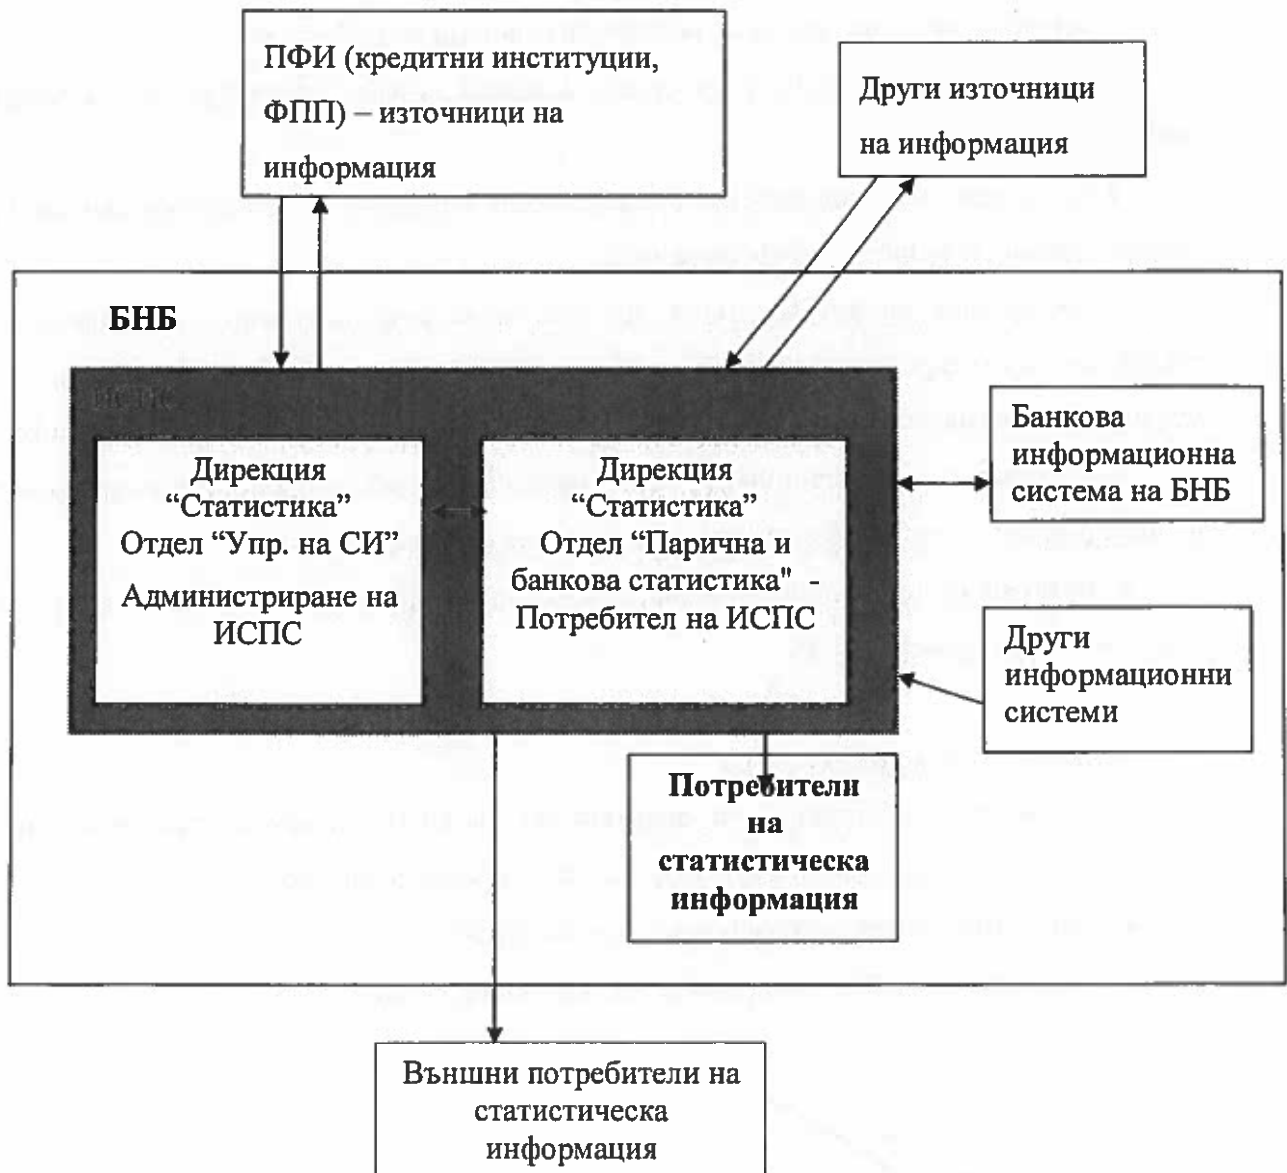 ПФИ (кредитни институции,
ФПП) – източници на
информация
Други източници
на информация
БНБ
ИСПС
Дирекция
“Статистика”
Отдел “Упр. на СИ”
Администриране на
ИСПС
Дирекция
“Статистика”
Отдел “Парична и
банкова статистика" -
Потребител на ИСПС
Банкова
информационна
система на БНБ
Други
информационни
системи
Потребители
на
статистическа
информация
Външни потребители на
статистическа
информация